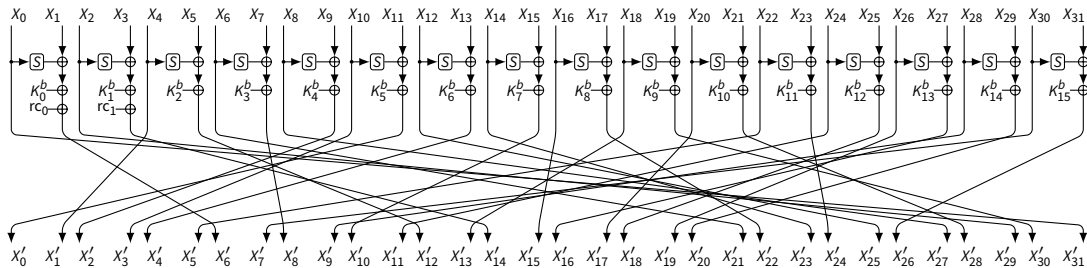 X₀ X₁ X₂ X₃ X₄ X₅ X₆ X₇ X₈ X₉ X₁₀ X₁₁ X₁₂ X₁₃ X₁₄ X₁₅ X₁₆ X₁₇ X₁₈ X₁₉ X₂₀ X₂₁ X₂₂ X₂₃ X₂₄ X₂₅ X₂₆ X₂₇ X₂₈ X₂₉ X₃₀ X₃₁
S S S S S S S S S S S S S S S S
K₀ᵇ K₁ᵇ K₂ᵇ K₃ᵇ K₄ᵇ K₅ᵇ K₆ᵇ K₇ᵇ K₈ᵇ K₉ᵇ K₁₀ᵇ K₁₁ᵇ K₁₂ᵇ K₁₃ᵇ K₁₄ᵇ K₁₅ᵇ
rc₀ rc₁
X′₀ X′₁ X′₂ X′₃ X′₄ X′₅ X′₆ X′₇ X′₈ X′₉ X′₁₀ X′₁₁ X′₁₂ X′₁₃ X′₁₄ X′₁₅ X′₁₆ X′₁₇ X′₁₈ X′₁₉ X′₂₀ X′₂₁ X′₂₂ X′₂₃ X′₂₄ X′₂₅ X′₂₆ X′₂₇ X′₂₈ X′₂₉ X′₃₀ X′₃₁